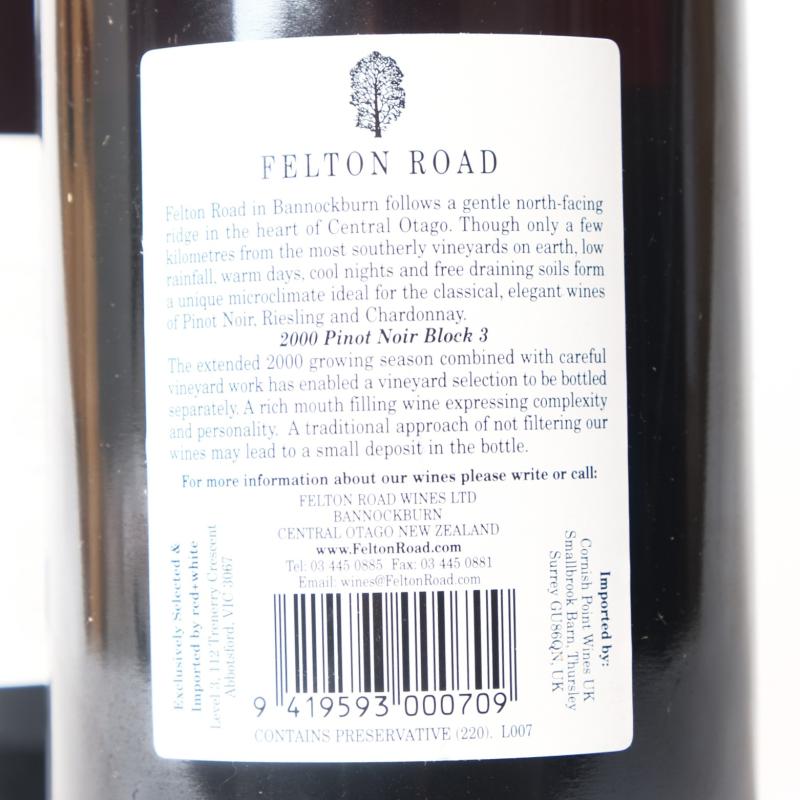 FELTON ROAD
Felton Road in Bannockburn follows a gentle north-facing
ridge in the heart of Central Otago. Though only a few
kilometres from the most southerly vineyards on earth, low
rainfall, warm days, cool nights and free draining soils form
a unique microclimate ideal for the classical, elegant wines
of Pinot Noir, Riesling and Chardonnay.
2000 Pinot Noir Block 3
The extended 2000 growing season combined with careful
vineyard work has enabled a vineyard selection to be bottled
separately. A rich mouth filling wine expressing complexity
and personality. A traditional approach of not filtering our
wines may lead to a small deposit in the bottle.
For more information about our wines please write or call:
FELTON ROAD WINES LTD
BANNOCKBURN
CENTRAL OTAGO NEW ZEALAND
www.FeltonRoad.com
Tel: 03 445 0885 Fax: 03 445 0881
Email: wines@FeltonRoad.com
Exclusively Selected &
Imported by red+white
Level 3, 112 Trenerry Crescent
Abbotsford, VIC 3067
Imported by:
Cornish Point Wines UK
Smallbrook Barn, Thursley
Surrey GU86QN, UK
9 419593 000709
CONTAINS PRESERVATIVE (220). L007